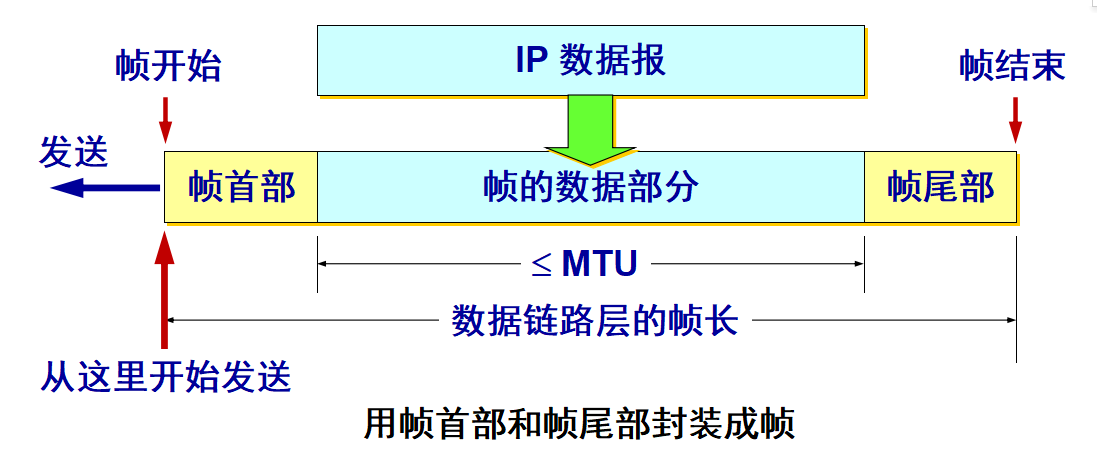 IP 数据报
帧开始
帧结束
发送
帧首部
帧的数据部分
帧尾部
≤ MTU
数据链路层的帧长
从这里开始发送
用帧首部和帧尾部封装成帧